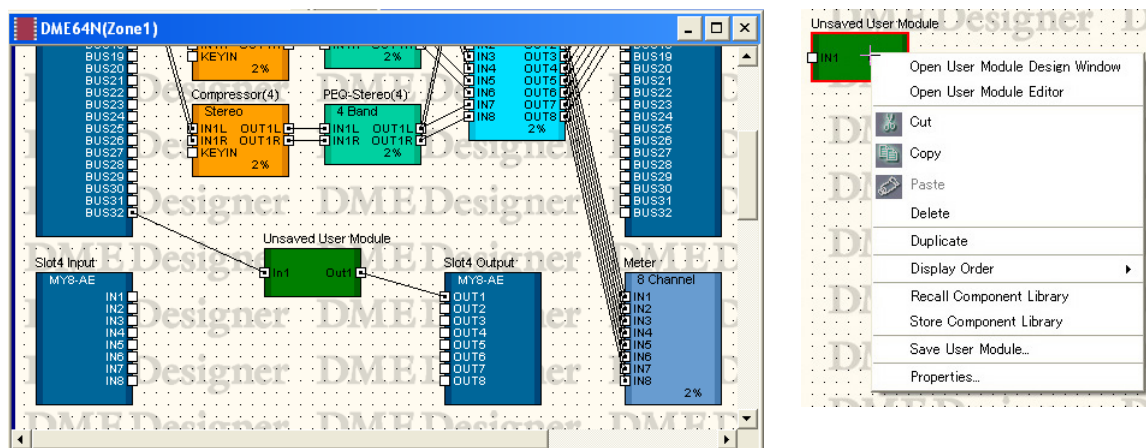 DME64N(Zone1)
BUS19
BUS20
BUS21
BUS22
BUS23
BUS24
BUS25
BUS26
BUS27
BUS28
BUS29
BUS30
BUS31
BUS32
KEYIN
2%
2%
Compressor(4)
Stereo
IN1L OUT1L
IN1R OUT1R
KEYIN
2%
PEQ-Stereo(4)
4 Band
IN1L OUT1L
IN1R OUT1R
2%
IN3 OUT3
IN4 OUT4
IN5 OUT5
IN6 OUT6
IN7 OUT7
IN8 OUT8
2%
BUS19
BUS20
BUS21
BUS22
BUS23
BUS24
BUS25
BUS26
BUS27
BUS28
BUS29
BUS30
BUS31
BUS32
Slot4 Input
MY8-AE
IN1
IN2
IN3
IN4
IN5
IN6
IN7
IN8
Unsaved User Module
In1 Out1
Slot4 Output
MY8-AE
OUT1
OUT2
OUT3
OUT4
OUT5
OUT6
OUT7
OUT8
Meter
8 Channel
IN1
IN2
IN3
IN4
IN5
IN6
IN7
IN8
2%
DME Designer
Unsaved User Module
IN1
Open User Module Design Window
Open User Module Editor
Cut
Copy
Paste
Delete
Duplicate
Display Order
Recall Component Library
Store Component Library
Save User Module...
Properties...